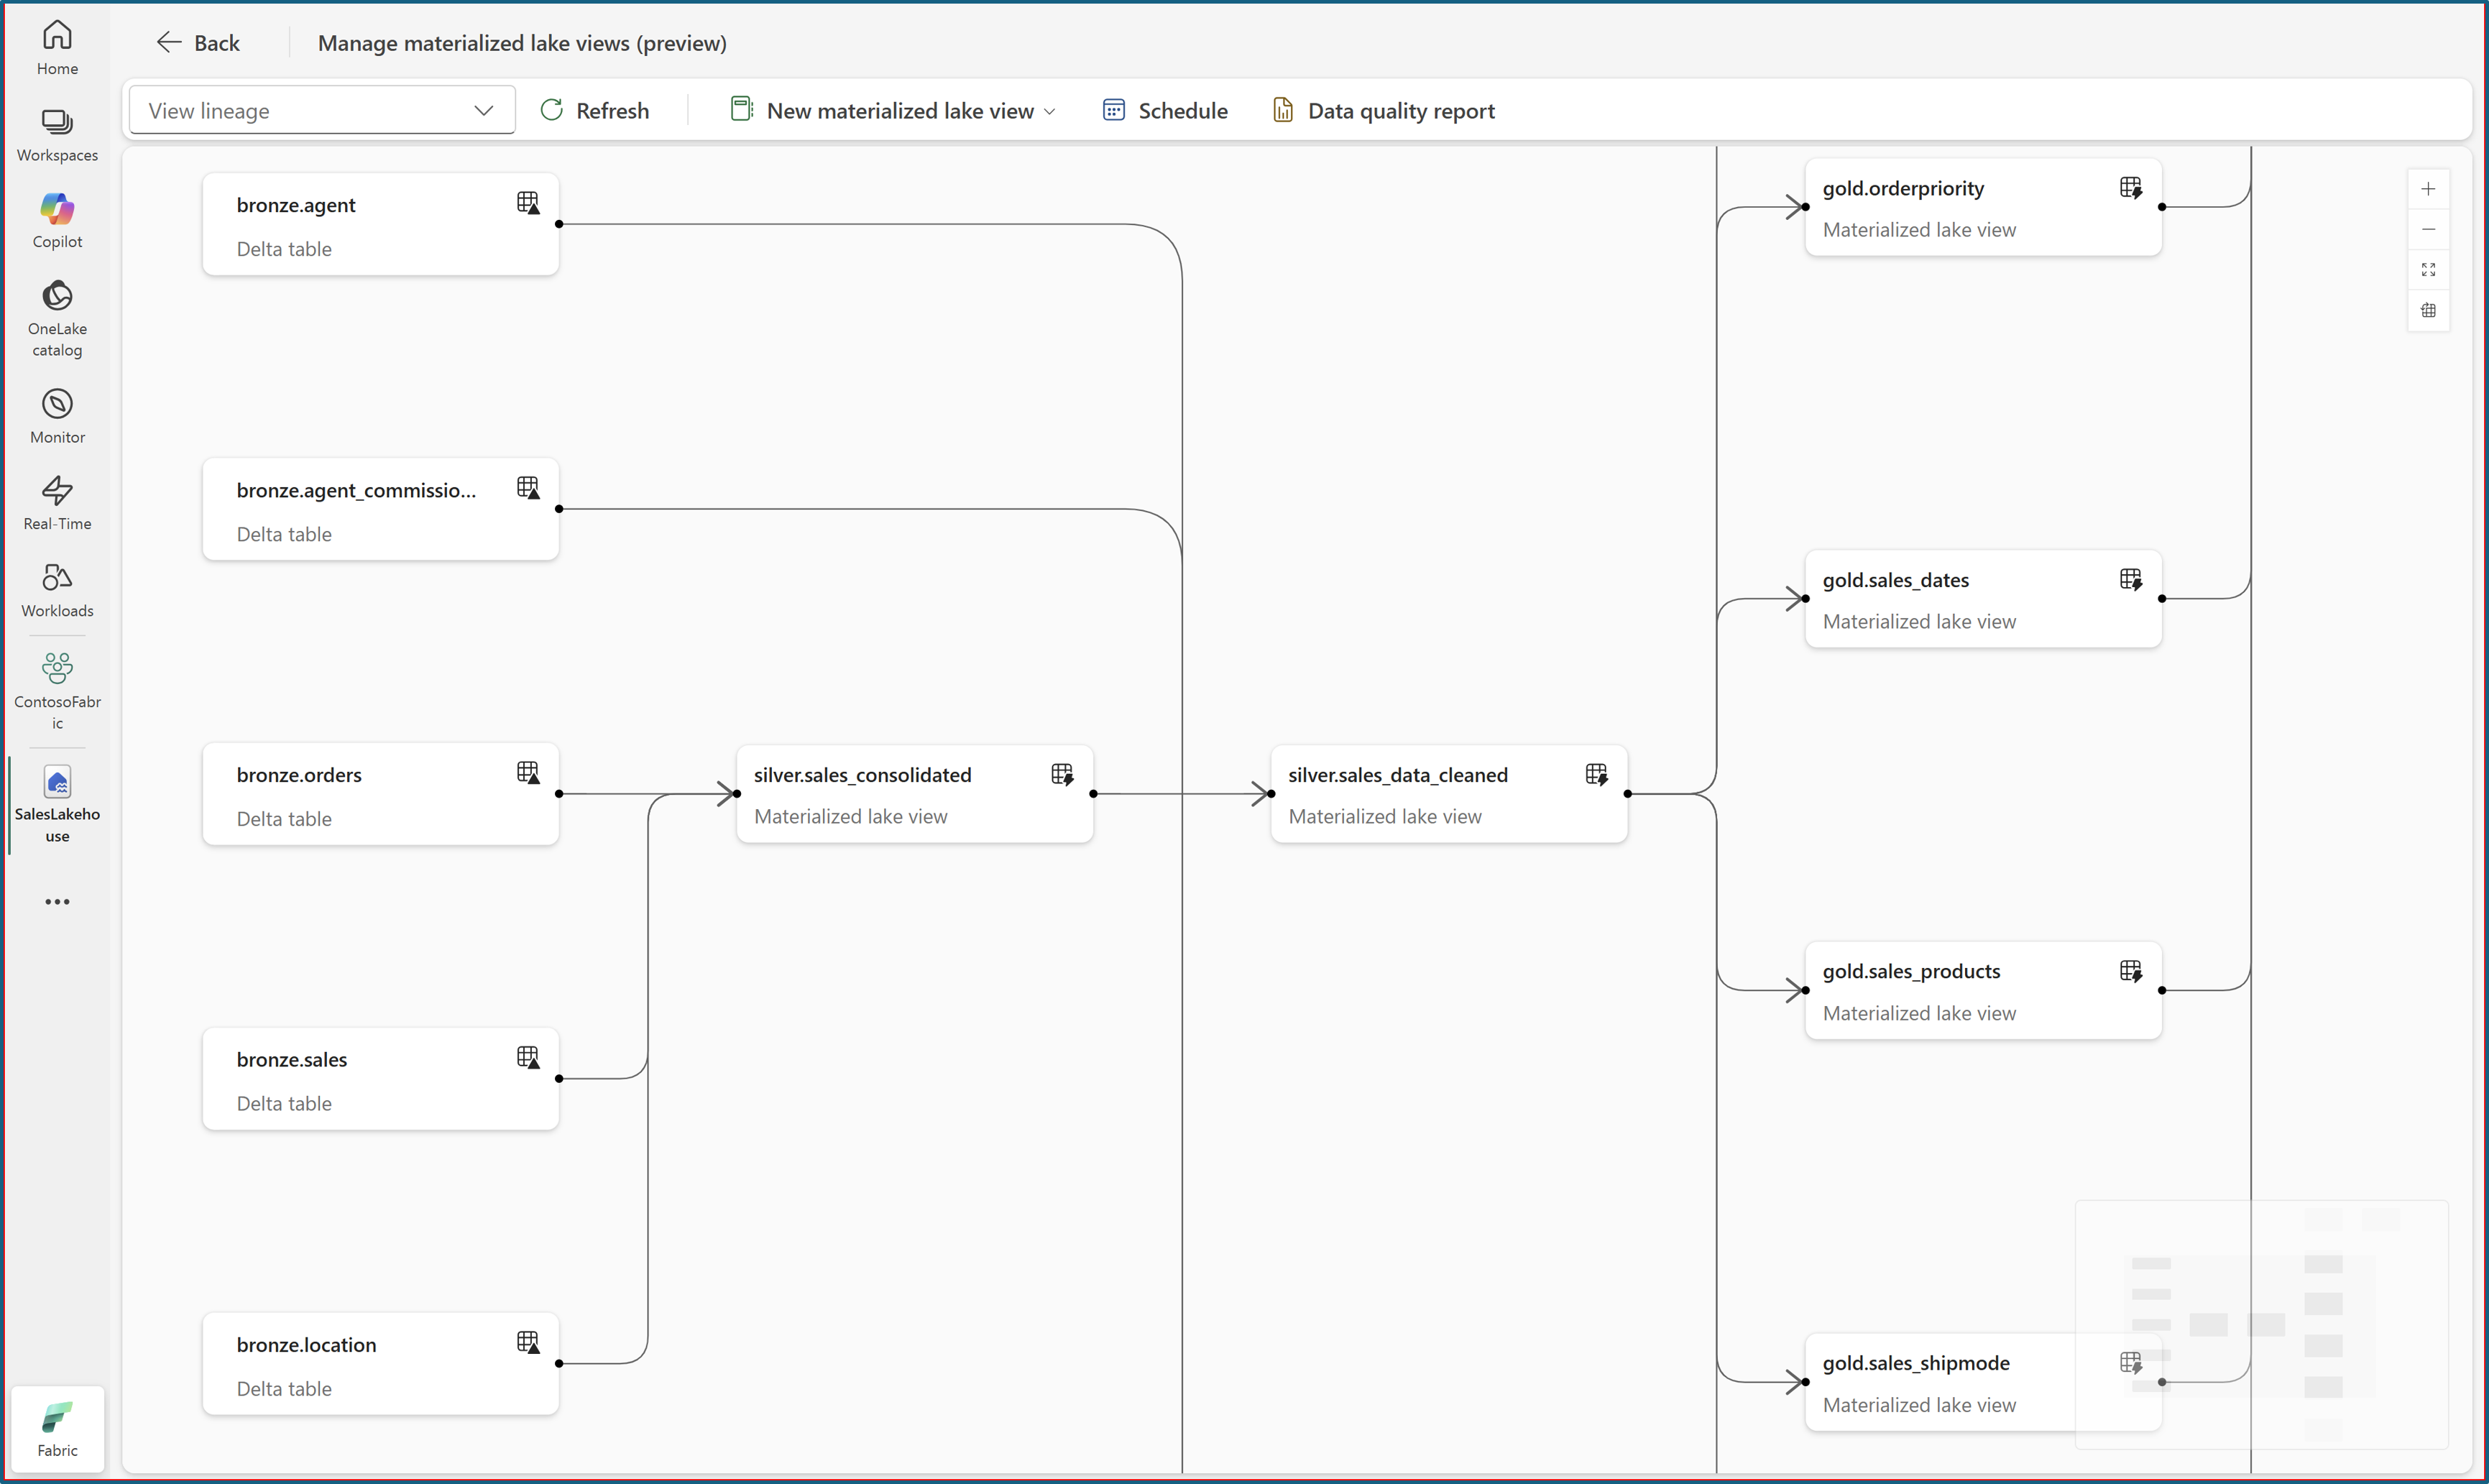 Home
Workspaces
Copilot
OneLake
catalog
Monitor
Real-Time
Workloads
ContosoFabr
ic
SalesLakeho
use
Fabric
Back
Manage materialized lake views (preview)
View lineage
Refresh
New materialized lake view
Schedule
Data quality report
bronze.agent
Delta table
bronze.agent_commissio...
Delta table
bronze.orders
Delta table
bronze.sales
Delta table
bronze.location
Delta table
silver.sales_consolidated
Materialized lake view
silver.sales_data_cleaned
Materialized lake view
gold.orderpriority
Materialized lake view
gold.sales_dates
Materialized lake view
gold.sales_products
Materialized lake view
gold.sales_shipmode
Materialized lake view